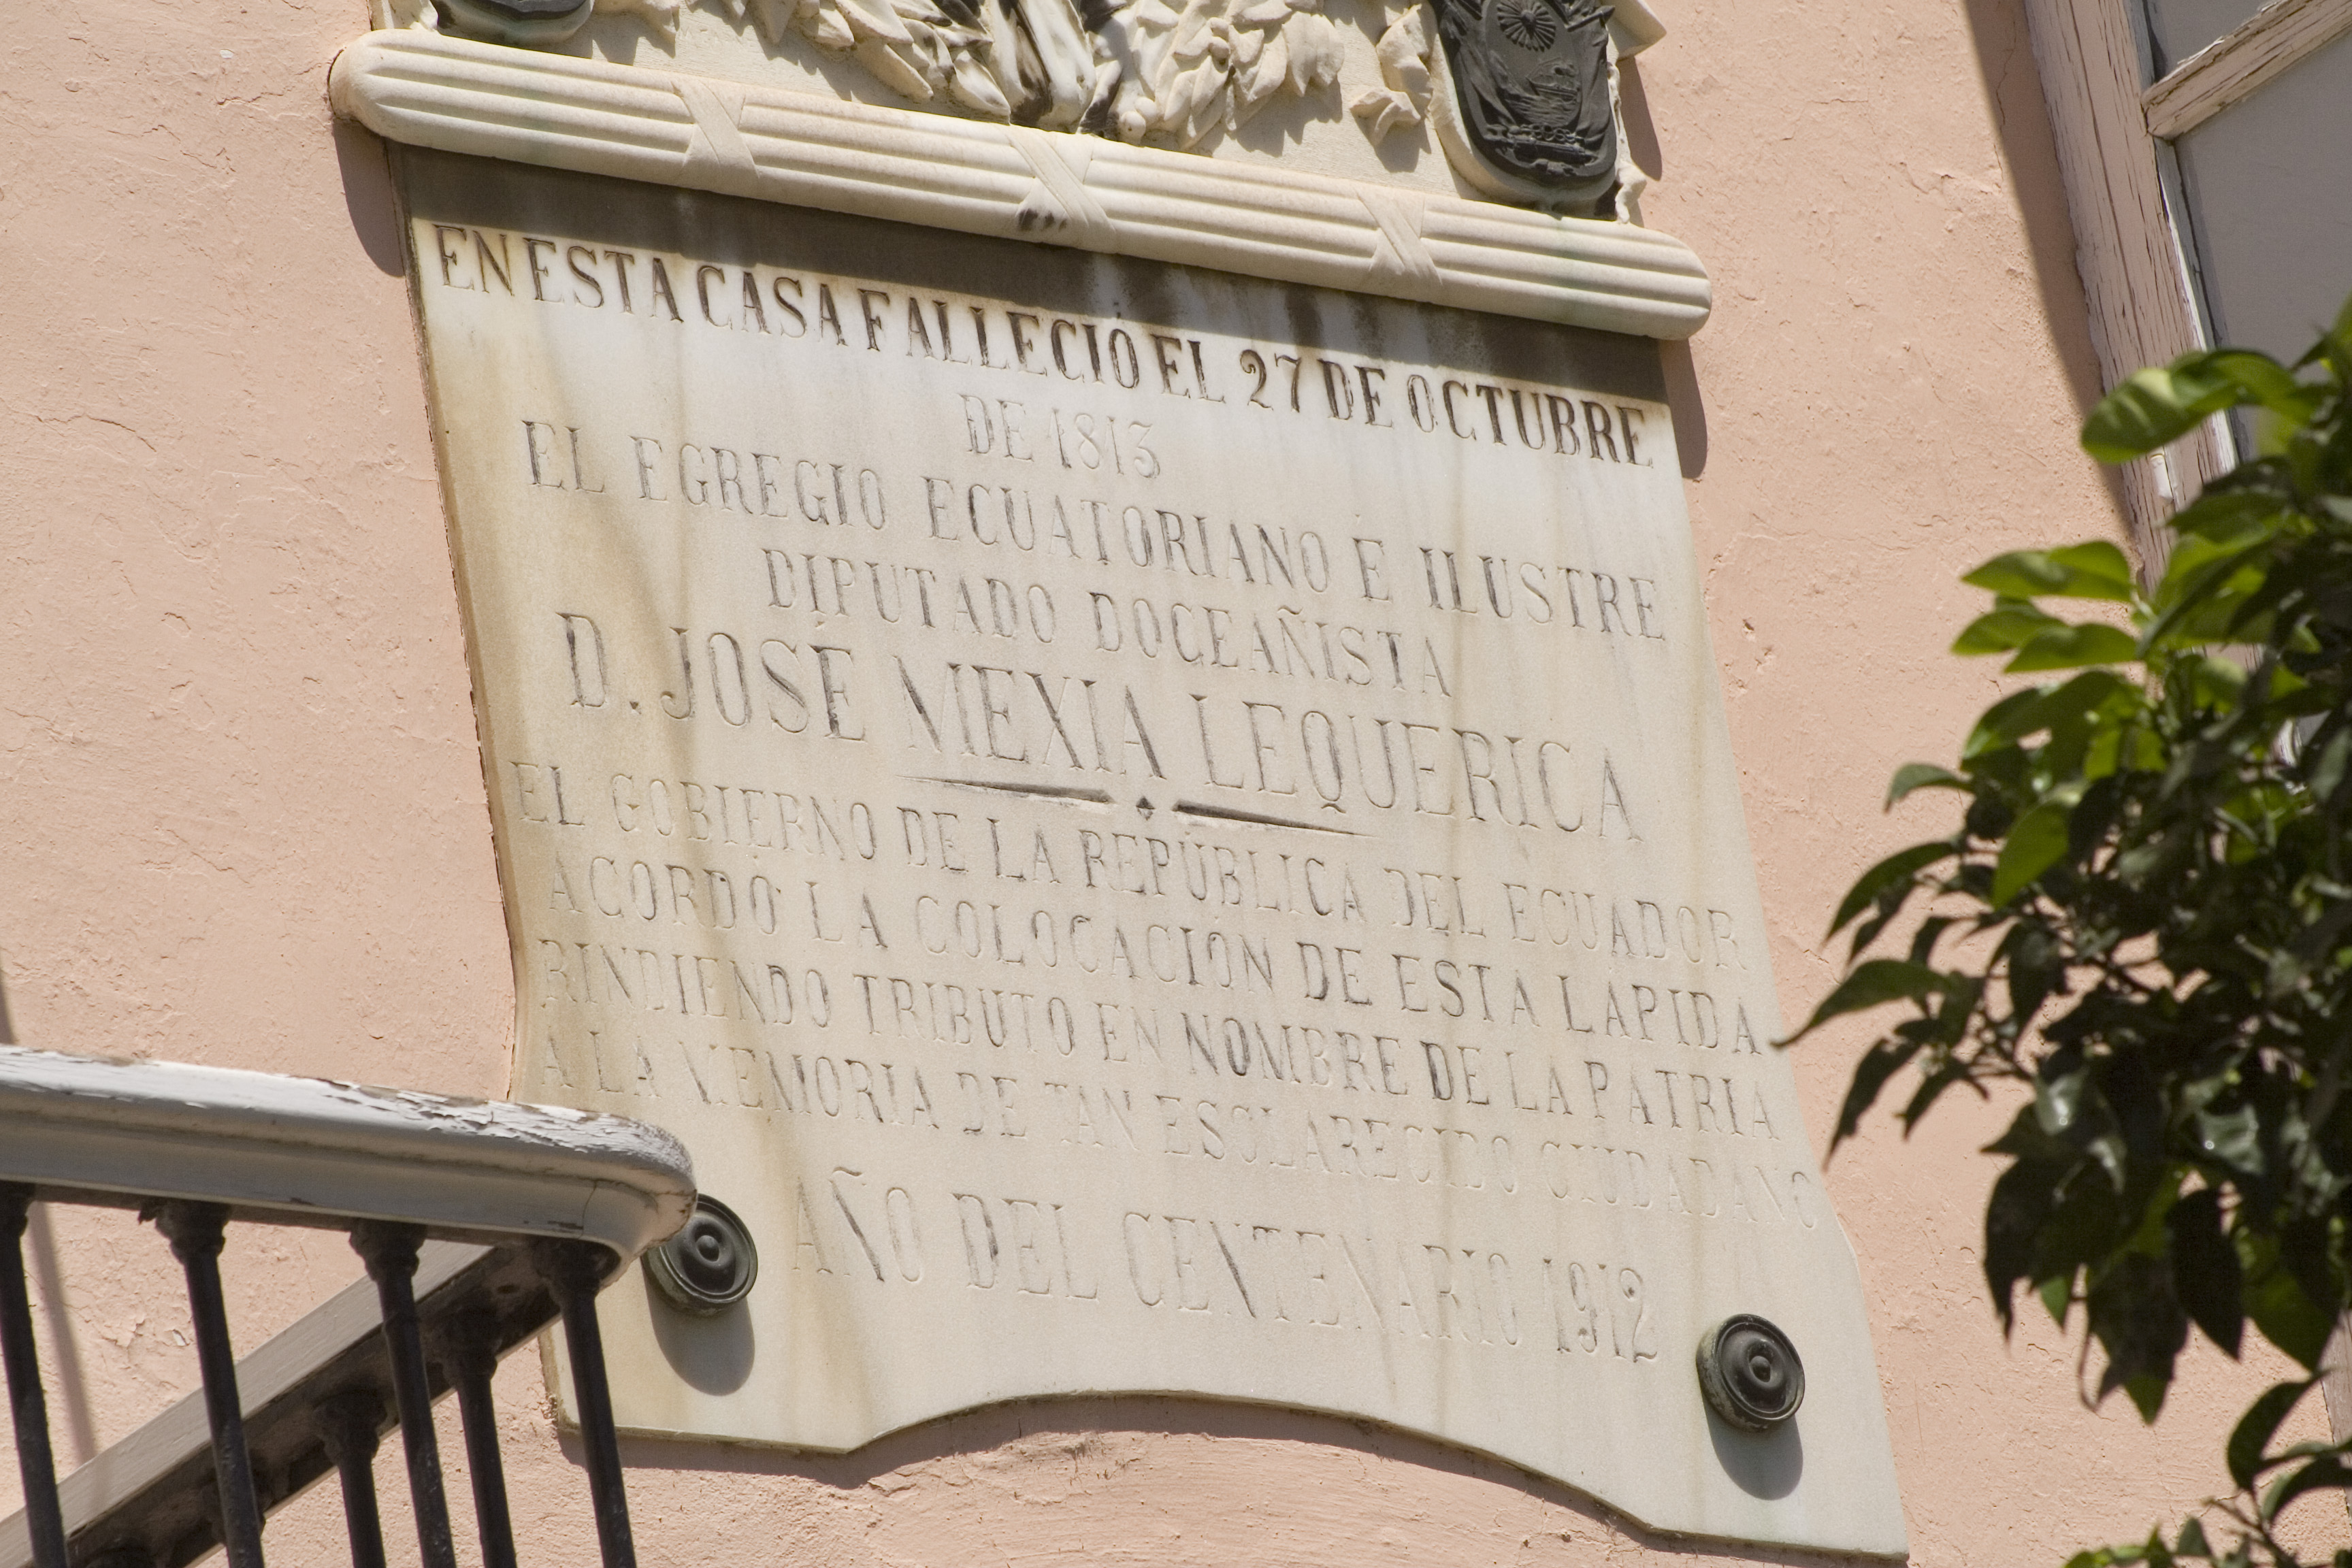 EN ESTA CASA FALLECIÓ EL 27 DE OCTUBRE
DE 1813
EL EGREGIO ECUATORIANO E ILUSTRE
DIPUTADO DOCEAÑISTA
D. JOSÉ MEXIA LEQUERICA
EL GOBIERNO DE LA REPÚBLICA DEL ECUADOR
ACORDÓ LA COLOCACIÓN DE ESTA LAPIDA
RINDIENDO TRIBUTO EN NOMBRE DE LA PATRIA
A LA MEMORIA DE TAN ESCLARECIDO CIUDADANO
AÑO DEL CENTENARIO 1912